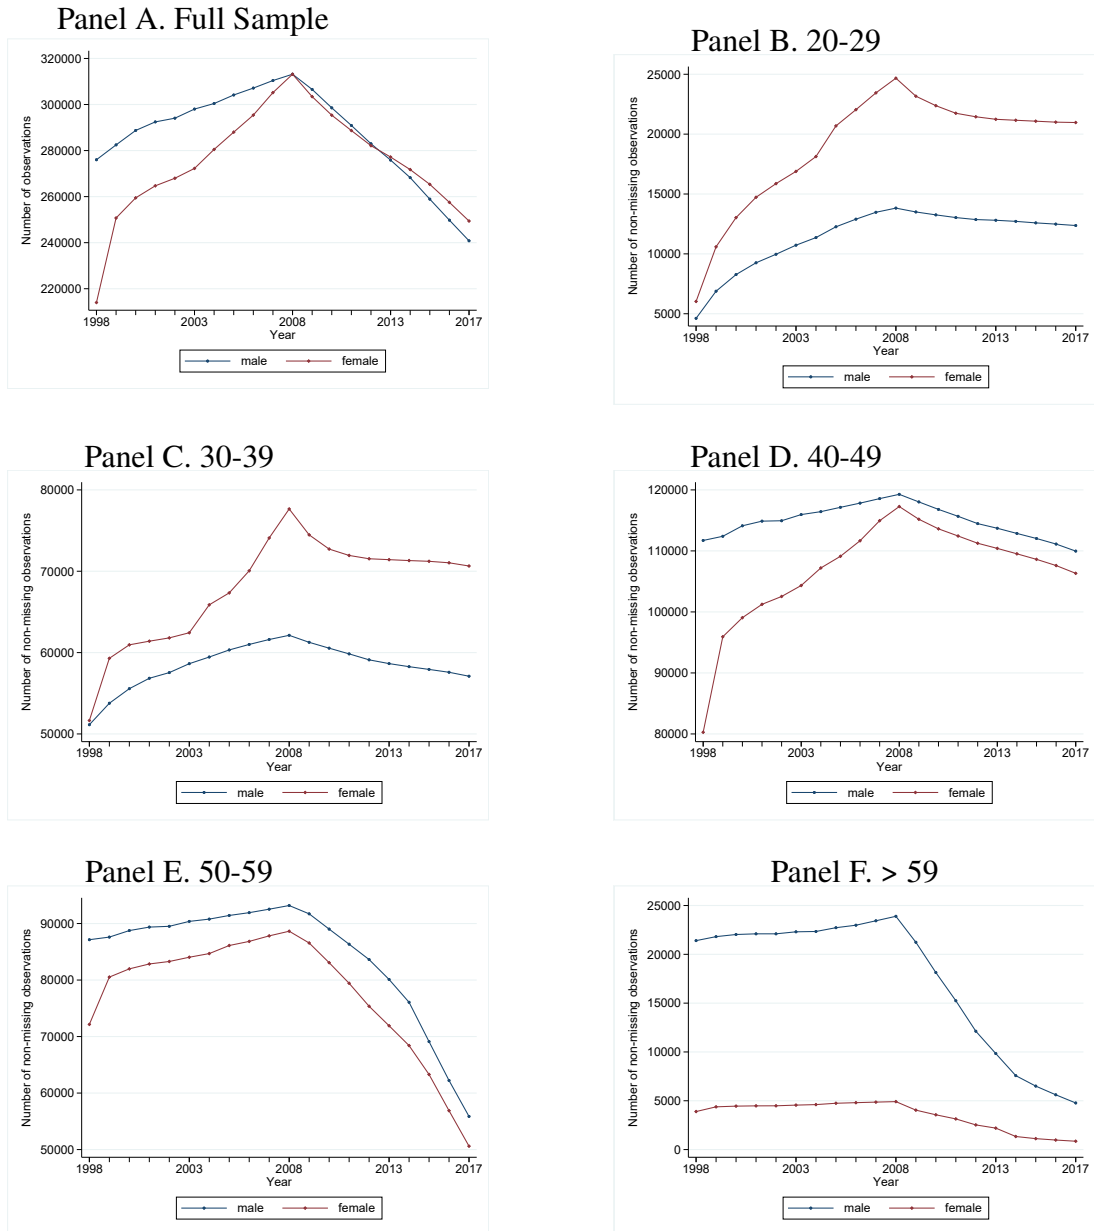 Panel A. Full Sample
Number of observations
320000
300000
280000
260000
240000
220000
1998 2003 2008 2013 2017
Year
male female
Panel B. 20-29
Number of non-missing observations
25000
20000
15000
10000
5000
1998 2003 2008 2013 2017
Year
male female
Panel C. 30-39
Number of non-missing observations
80000
70000
60000
50000
1998 2003 2008 2013 2017
Year
male female
Panel D. 40-49
Number of non-missing observations
120000
110000
100000
90000
80000
1998 2003 2008 2013 2017
Year
male female
Panel E. 50-59
Number of non-missing observations
90000
80000
70000
60000
50000
1998 2003 2008 2013 2017
Year
male female
Panel F. > 59
Number of non-missing observations
25000
20000
15000
10000
5000
0
1998 2003 2008 2013 2017
Year
male female